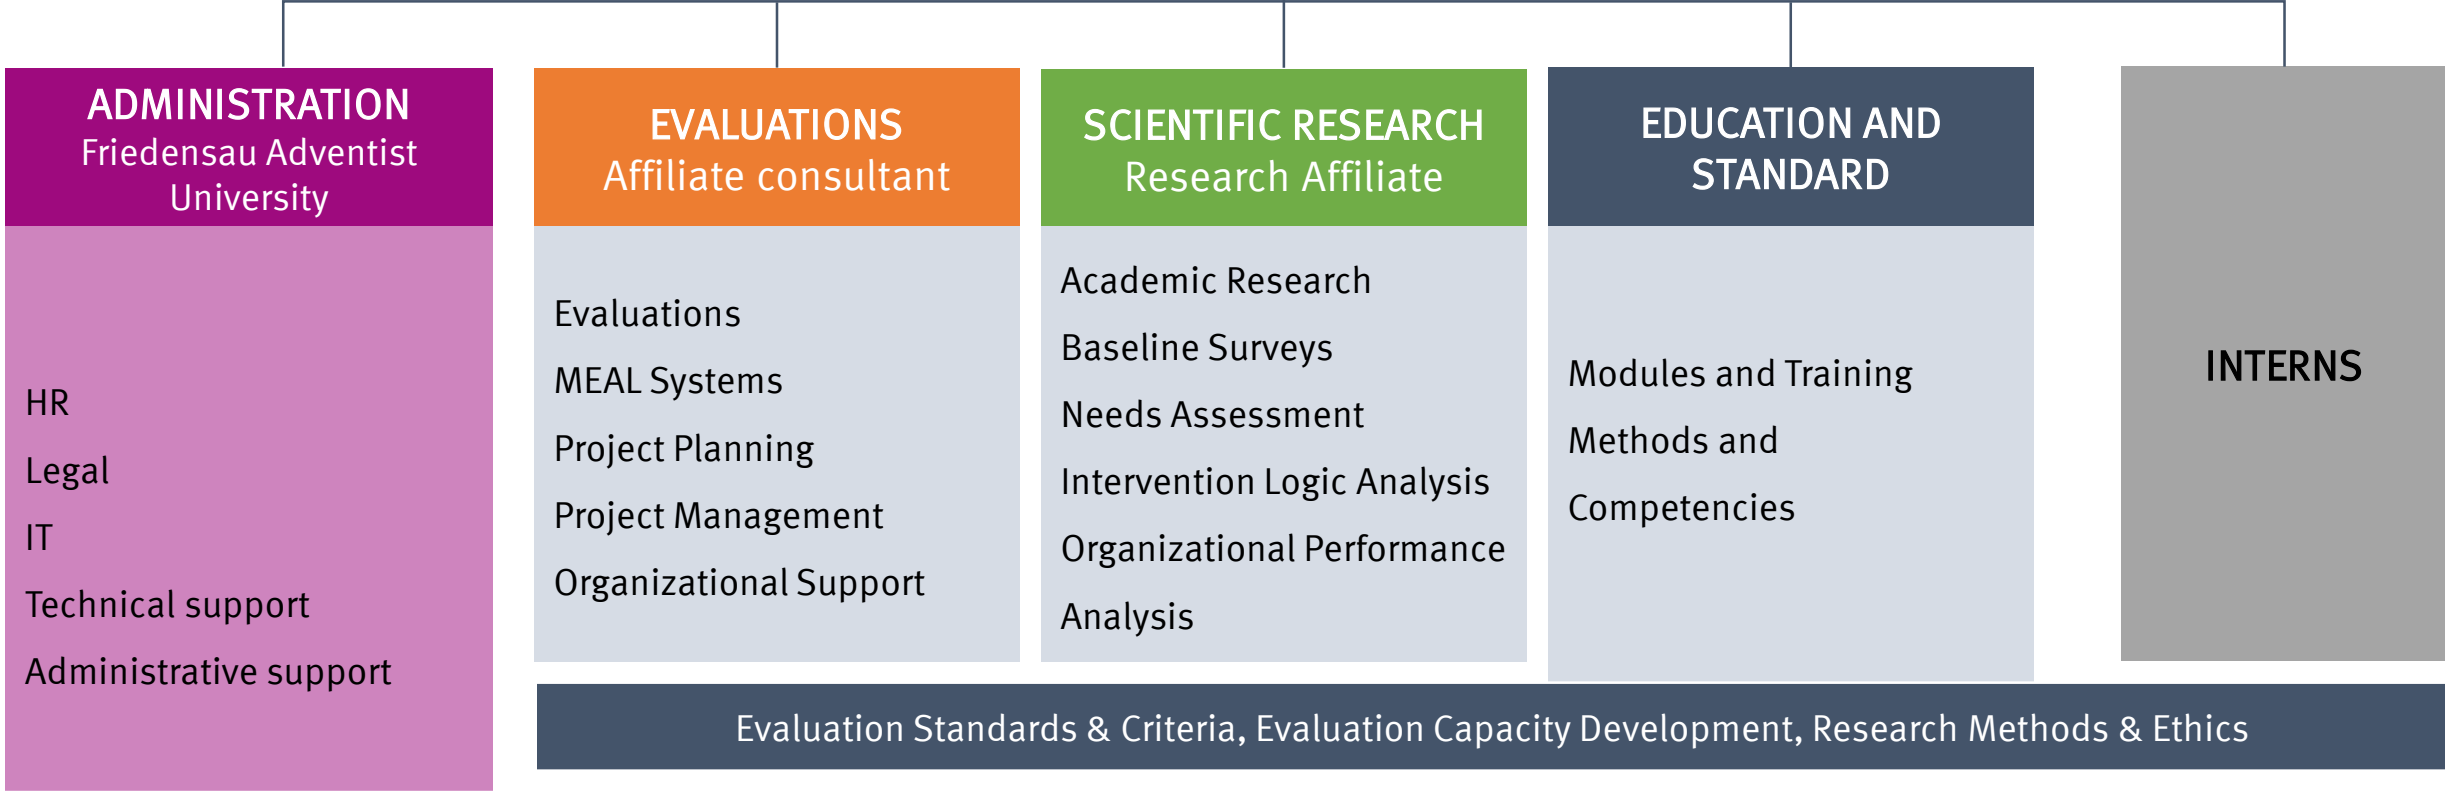 ADMINISTRATION
Friedensau Adventist
University
HR
Legal
IT
Technical support
Administrative support
EVALUATIONS
Affiliate consultant
Evaluations
MEAL Systems
Project Planning
Project Management
Organizational Support
SCIENTIFIC RESEARCH
Research Affiliate
Academic Research
Baseline Surveys
Needs Assessment
Intervention Logic Analysis
Organizational Performance
Analysis
EDUCATION AND
STANDARD
Modules and Training
Methods and
Competencies
INTERNS
Evaluation Standards & Criteria, Evaluation Capacity Development, Research Methods & Ethics